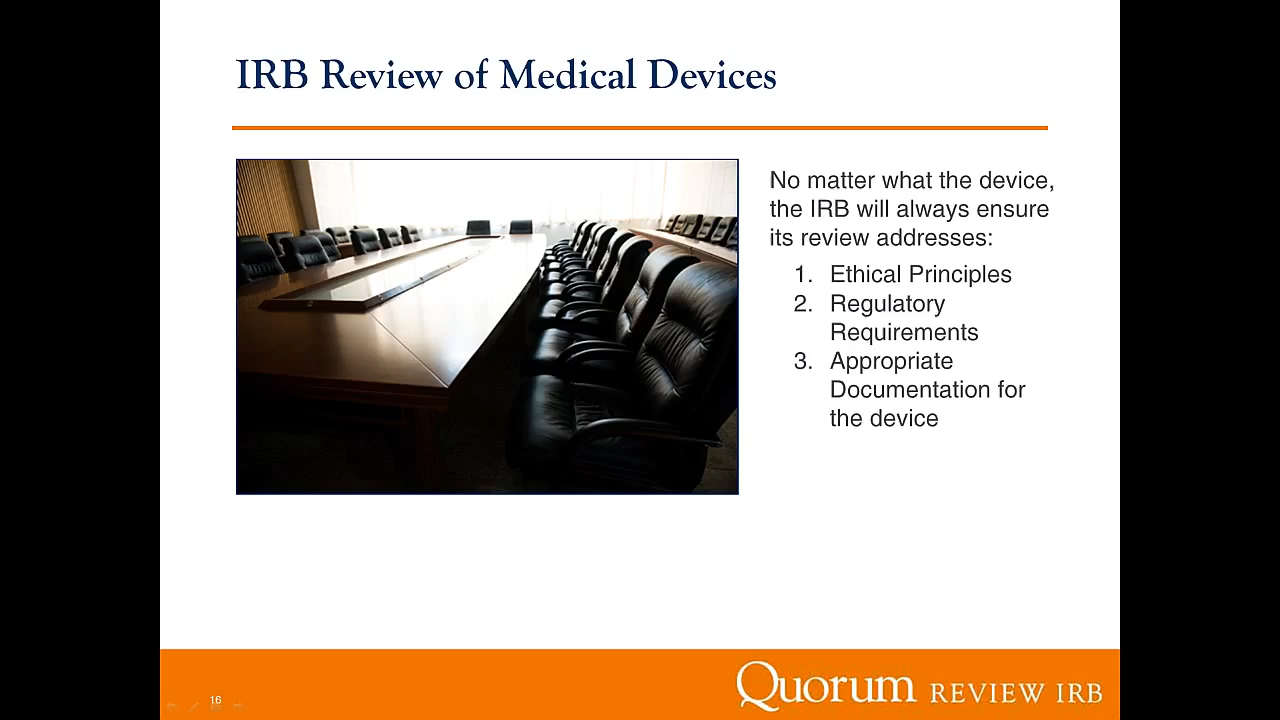 IRB Review of Medical Devices
No matter what the device,
the IRB will always ensure
its review addresses:
1. Ethical Principles
2. Regulatory
Requirements
3. Appropriate
Documentation for
the device
16
Quorum REVIEW IRB